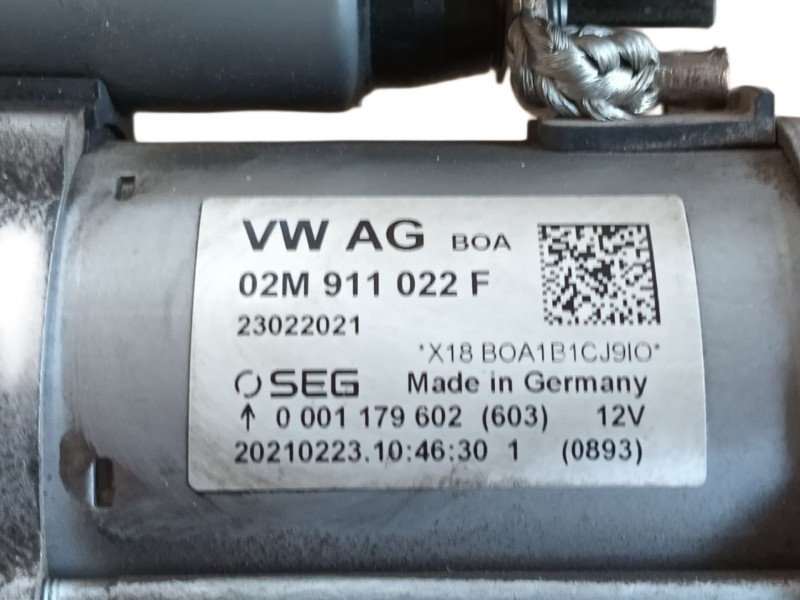 VW AG BOA
02M 911 022 F
23022021
*X18 BOA1B1CJ9IO*
SEG Made in Germany
↑ 0 001 179 602 (603) 12V
20210223.10:46:30 1 (0893)